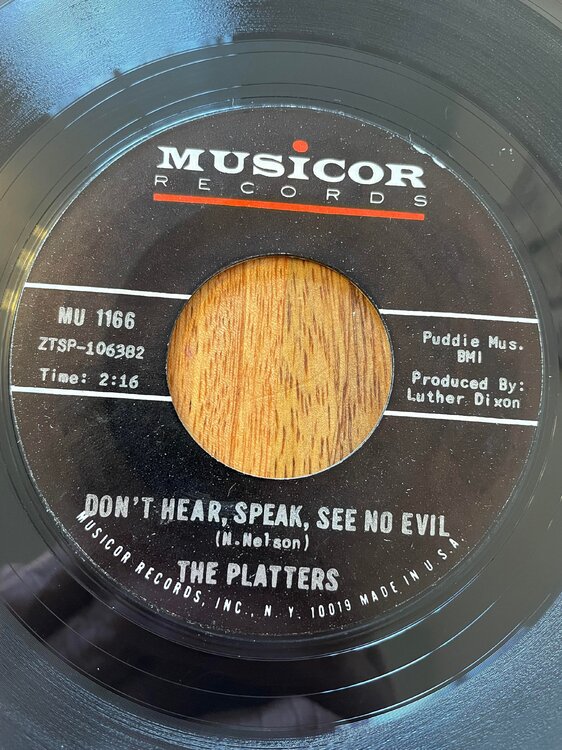 MUSICOR
RECORDS
MU 1166
ZTSP-106382
Time: 2:16
Puddie Mus.
BMI
Produced By:
Luther Dixon
DON'T HEAR, SPEAK, SEE NO EVIL
(N.Nelson)
THE PLATTERS
MUSICOR RECORDS, INC., N. Y. 10019 MADE IN U.S.A.